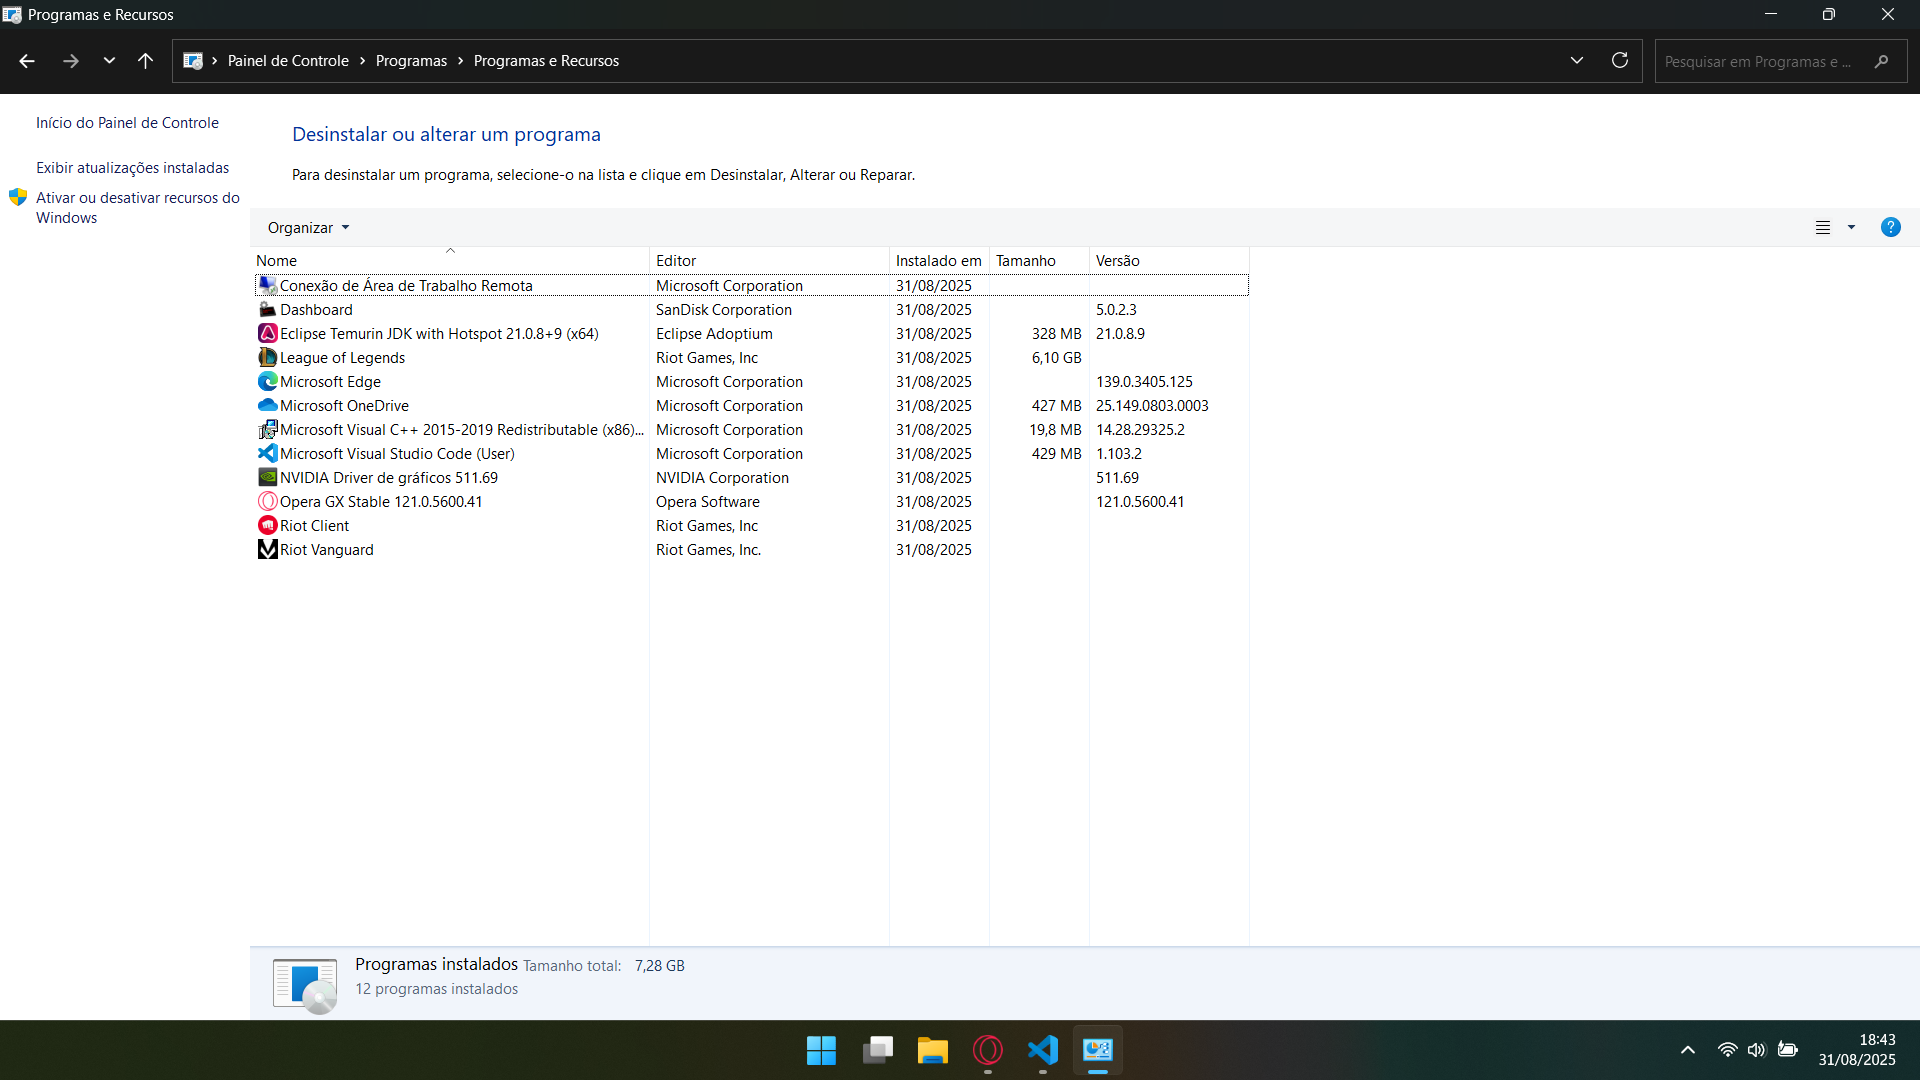 Programas e Recursos
Painel de Controle > Programas > Programas e Recursos
Pesquisar em Programas e ...
Início do Painel de Controle
Exibir atualizações instaladas
Ativar ou desativar recursos do
Windows
Desinstalar ou alterar um programa
Para desinstalar um programa, selecione-o na lista e clique em Desinstalar, Alterar ou Reparar.
Organizar
Nome Editor Instalado em Tamanho Versão
Conexão de Área de Trabalho Remota Microsoft Corporation 31/08/2025
Dashboard SanDisk Corporation 31/08/2025 5.0.2.3
Eclipse Temurin JDK with Hotspot 21.0.8+9 (x64) Eclipse Adoptium 31/08/2025 328 MB 21.0.8.9
League of Legends Riot Games, Inc 31/08/2025 6,10 GB
Microsoft Edge Microsoft Corporation 31/08/2025 139.0.3405.125
Microsoft OneDrive Microsoft Corporation 31/08/2025 427 MB 25.149.0803.0003
Microsoft Visual C++ 2015-2019 Redistributable (x86)... Microsoft Corporation 31/08/2025 19,8 MB 14.28.29325.2
Microsoft Visual Studio Code (User) Microsoft Corporation 31/08/2025 429 MB 1.103.2
NVIDIA Driver de gráficos 511.69 NVIDIA Corporation 31/08/2025 511.69
Opera GX Stable 121.0.5600.41 Opera Software 31/08/2025 121.0.5600.41
Riot Client Riot Games, Inc 31/08/2025
Riot Vanguard Riot Games, Inc. 31/08/2025
Programas instalados Tamanho total: 7,28 GB
12 programas instalados
18:43
31/08/2025